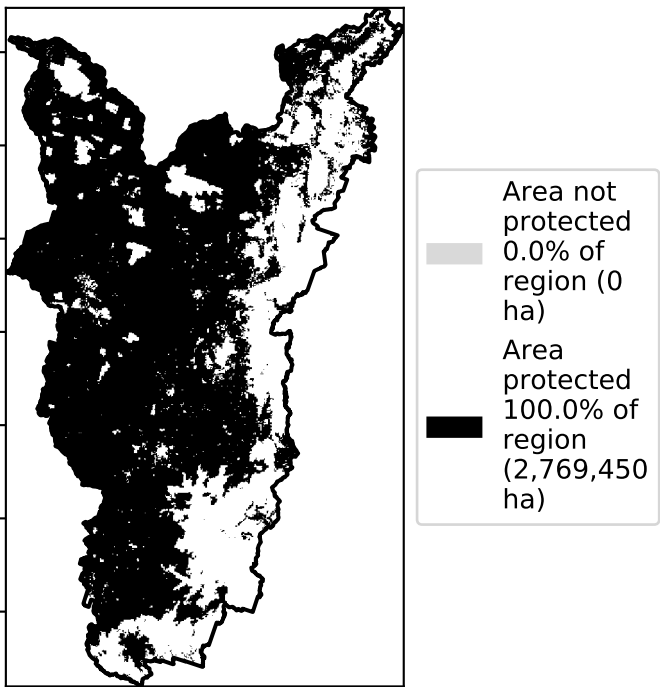 Area not
protected
0.0% of
region (0
ha)
Area
protected
100.0% of
region
(2,769,450
ha)